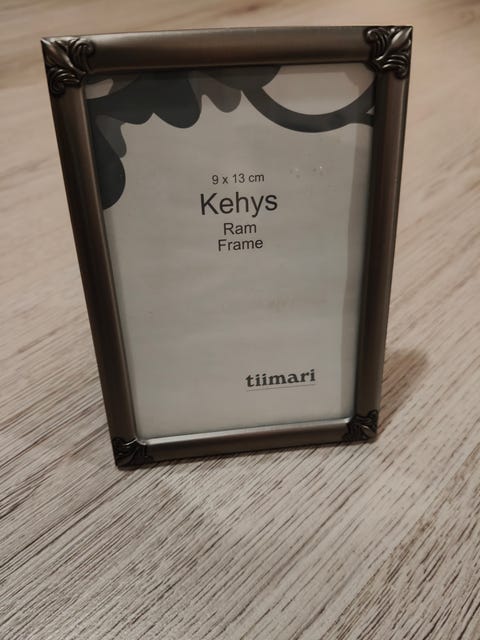 9 x 13 cm
Kehys
Ram
Frame
tiimari